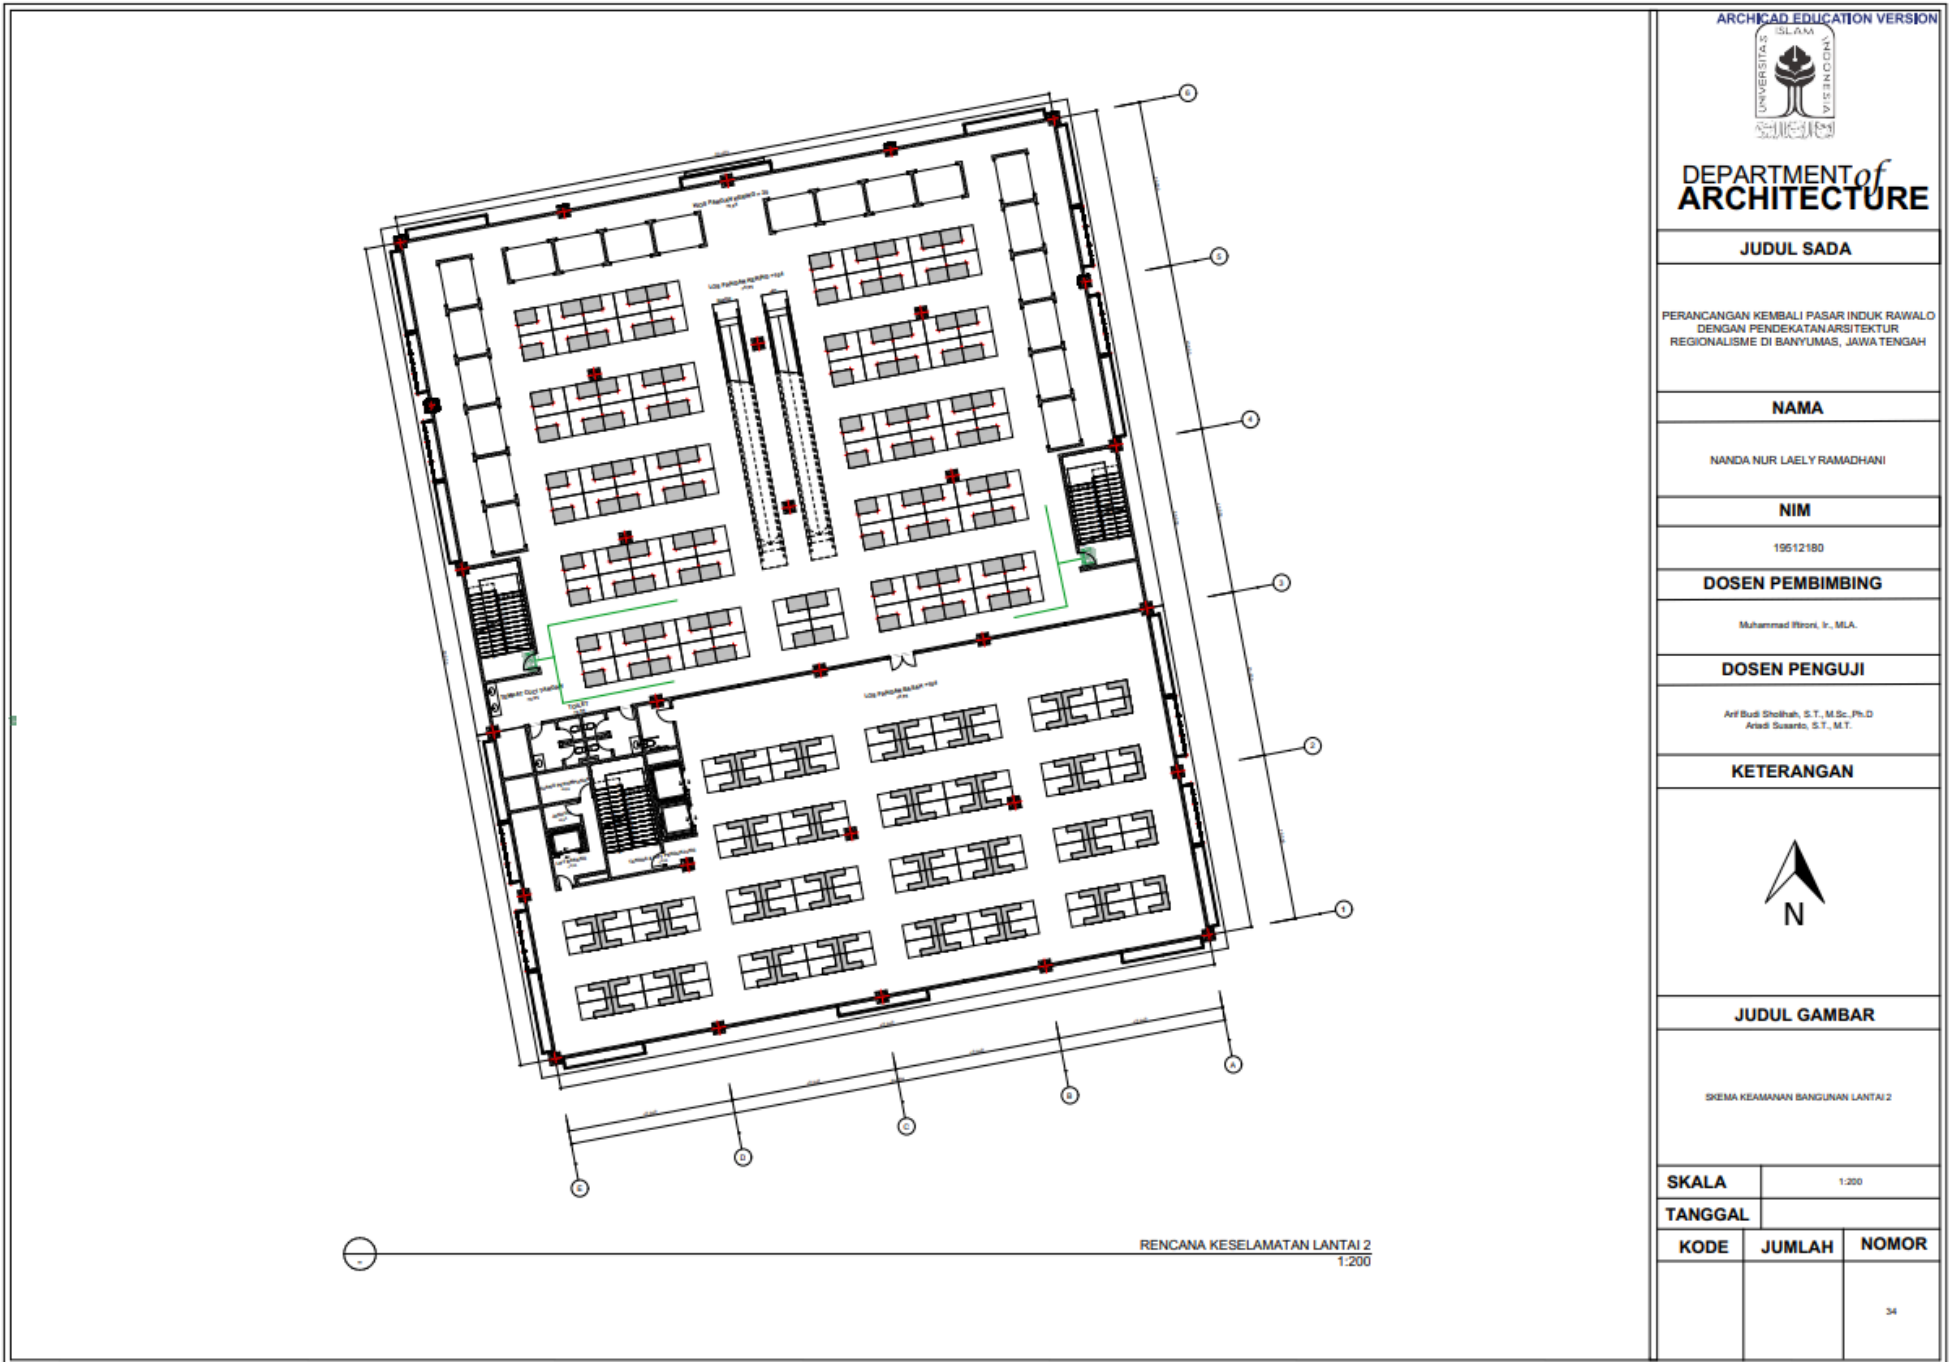 ARCHICAD EDUCATION VERSION
UNIVERSITAS
ISLAM
INDONESIA
DEPARTMENT of
ARCHITECTURE
JUDUL SADA
PERANCANGAN KEMBALI PASAR INDUK RAWALO
DENGAN PENDEKATAN ARSITEKTUR
REGIONALISME DI BANYUMAS, JAWA TENGAH
NAMA
NANDA NUR LAELY RAMADHANI
NIM
19512180
DOSEN PEMBIMBING
Muhammad Iftironi, Ir., MLA.
DOSEN PENGUJI
Arif Budi Sholihah, S.T., M.Sc.,Ph.D
Ariadi Susanto, S.T., M.T.
KETERANGAN
N
JUDUL GAMBAR
SKEMA KEAMANAN BANGUNAN LANTAI 2
SKALA 1:200
TANGGAL
KODE JUMLAH NOMOR
34
6
5
4
3
2
1
A
B
C
D
E
TOILET
RENCANA KESELAMATAN LANTAI 2
1:200